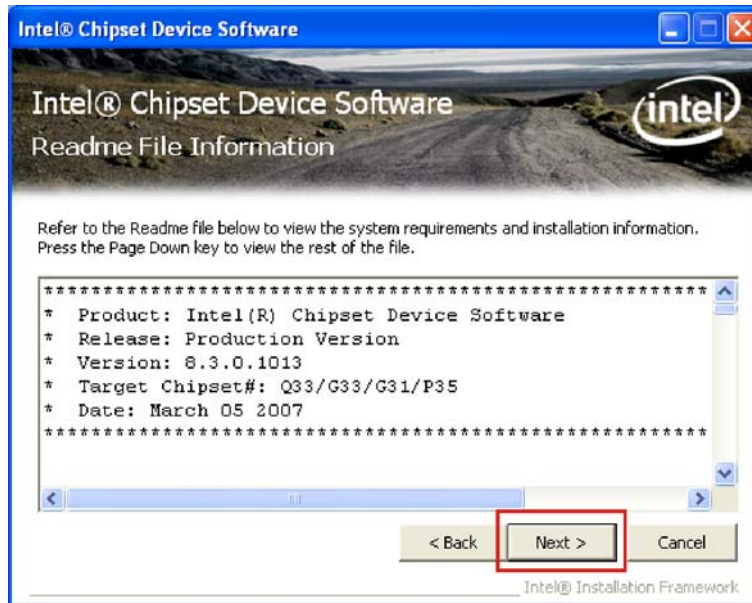 Intel® Chipset Device Software
Intel® Chipset Device Software
intel
Readme File Information
Refer to the Readme file below to view the system requirements and installation information.
Press the Page Down key to view the rest of the file.
*******************************************************
* Product: Intel(R) Chipset Device Software
* Release: Production Version
* Version: 8.3.0.1013
* Target Chipset#: Q33/G33/G31/P35
* Date: March 05 2007
*******************************************************
< Back Next > Cancel
Intel® Installation Framework